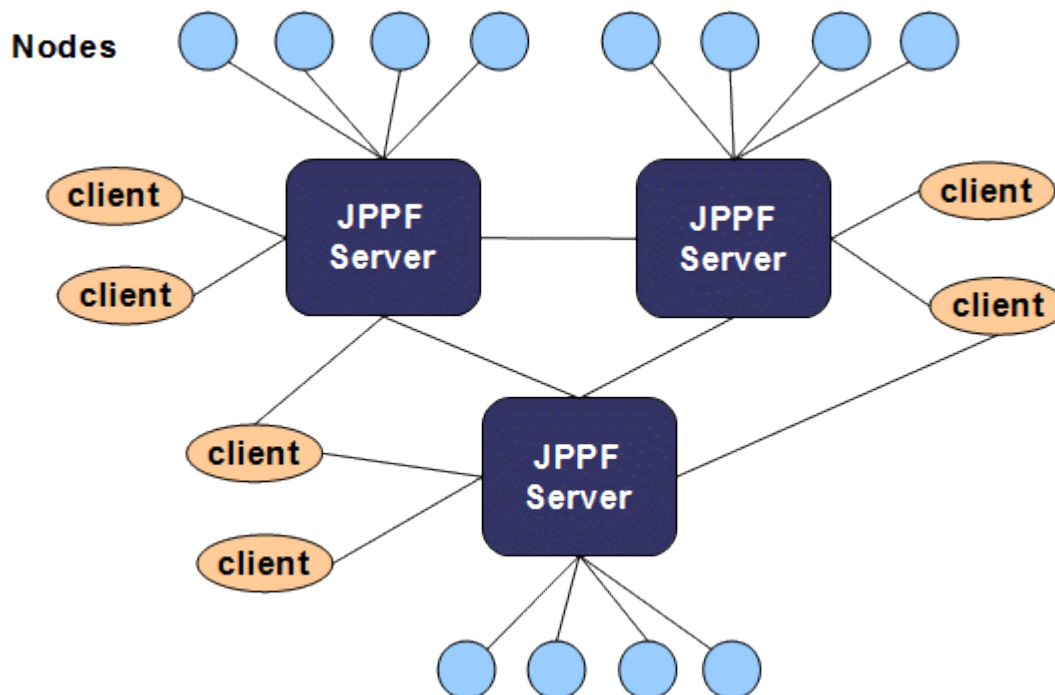 Nodes
client
JPPF
Server
JPPF
Server
client
client
client
client
JPPF
Server
client